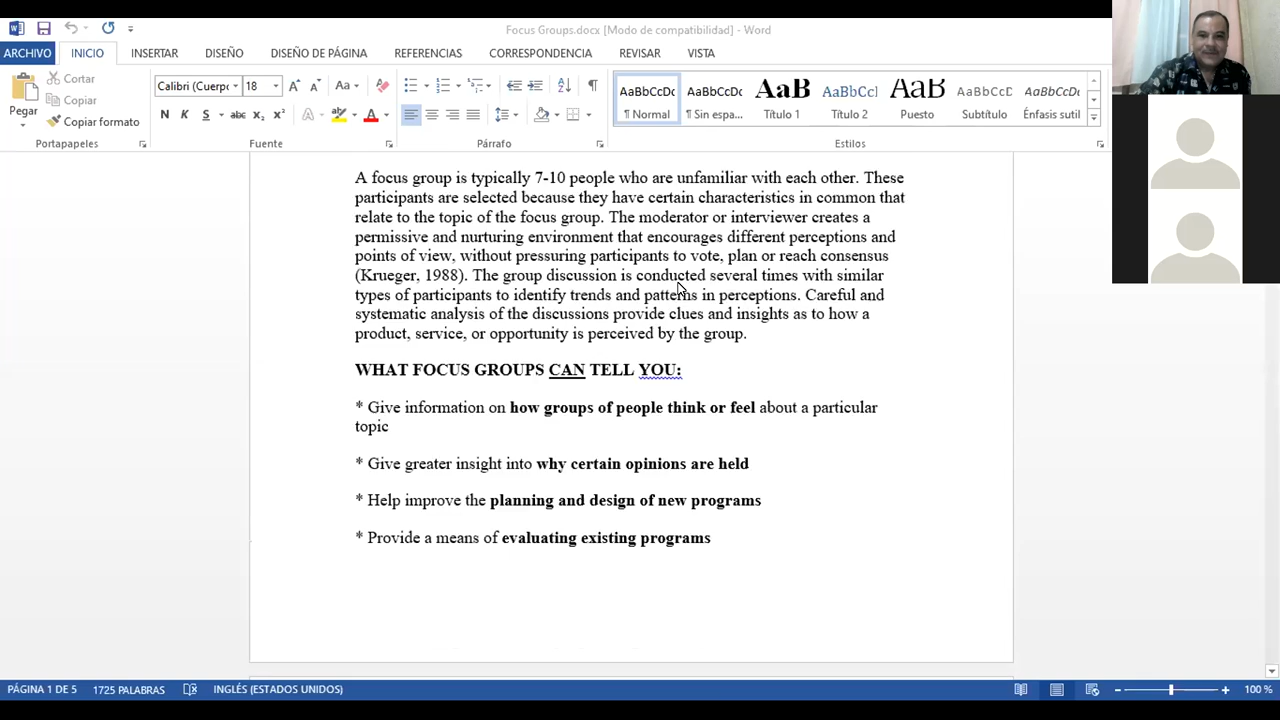 Focus Groups.docx [Modo de compatibilidad] - Word
ARCHIVO INICIO INSERTAR DISEÑO DISEÑO DE PÁGINA REFERENCIAS CORRESPONDENCIA REVISAR VISTA
Pegar
Cortar
Copiar
Copiar formato
Portapapeles
Calibri (Cuerpo 18
Fuente
Párrafo
AaBbCcDc AaBbCcDc AaB AaBbCcI AaB AaBbCcD AaBbCcDc
¶ Normal ¶ Sin espa... Título 1 Título 2 Puesto Subtítulo Énfasis sutil
Estilos
A focus group is typically 7-10 people who are unfamiliar with each other. These
participants are selected because they have certain characteristics in common that
relate to the topic of the focus group. The moderator or interviewer creates a
permissive and nurturing environment that encourages different perceptions and
points of view, without pressuring participants to vote, plan or reach consensus
(Krueger, 1988). The group discussion is conducted several times with similar
types of participants to identify trends and patterns in perceptions. Careful and
systematic analysis of the discussions provide clues and insights as to how a
product, service, or opportunity is perceived by the group.
WHAT FOCUS GROUPS CAN TELL YOU:
* Give information on how groups of people think or feel about a particular
topic
* Give greater insight into why certain opinions are held
* Help improve the planning and design of new programs
* Provide a means of evaluating existing programs
PÁGINA 1 DE 5 1725 PALABRAS INGLÉS (ESTADOS UNIDOS) 100 %